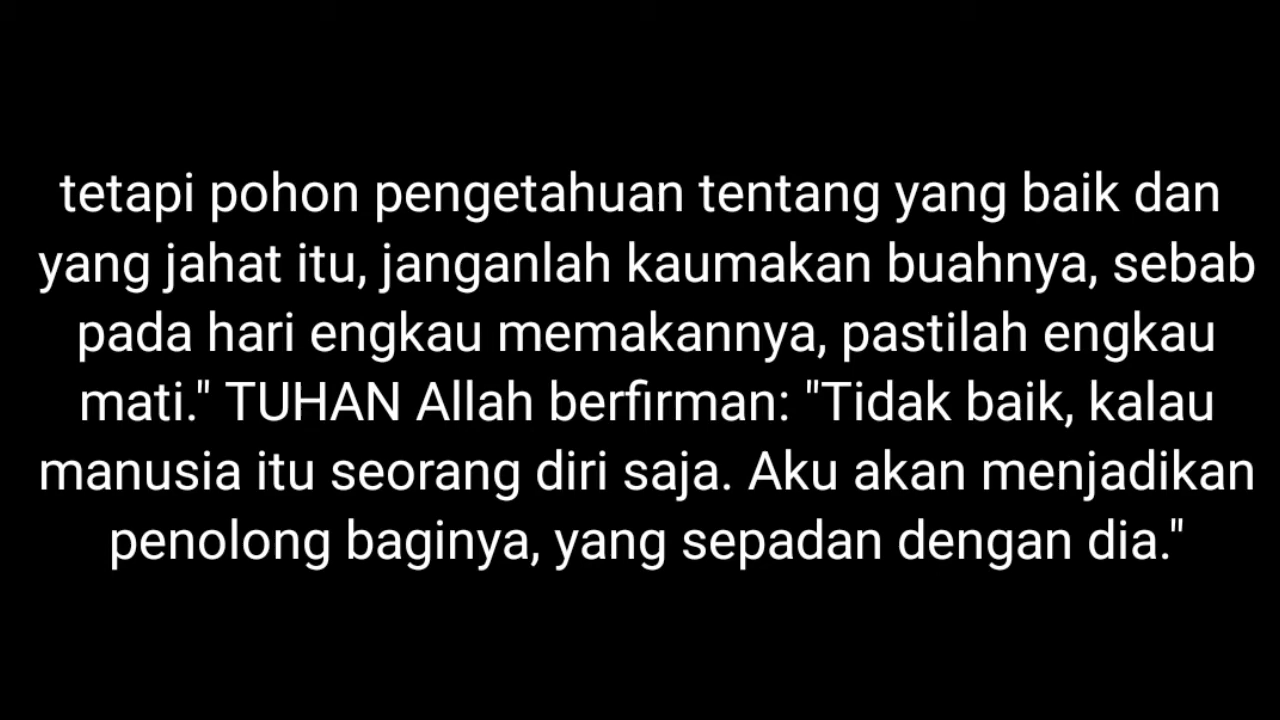 tetapi pohon pengetahuan tentang yang baik dan
yang jahat itu, janganlah kaumakan buahnya, sebab
pada hari engkau memakannya, pastilah engkau
mati." TUHAN Allah berfirman: "Tidak baik, kalau
manusia itu seorang diri saja. Aku akan menjadikan
penolong baginya, yang sepadan dengan dia."